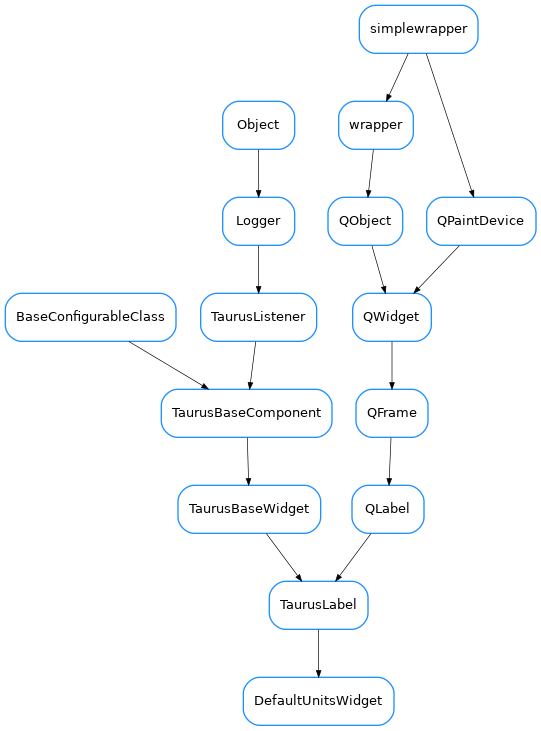 simplewrapper
Object
wrapper
Logger
QObject
QPaintDevice
BaseConfigurableClass
TaurusListener
QWidget
TaurusBaseComponent
QFrame
TaurusBaseWidget
QLabel
TaurusLabel
DefaultUnitsWidget